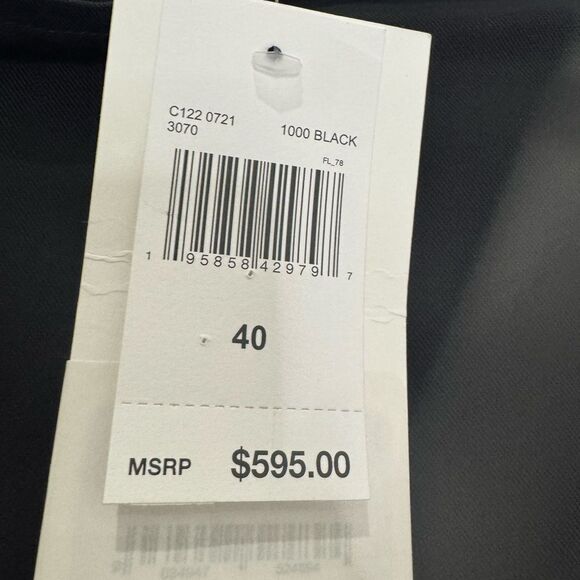 C122 0721
3070 1000 BLACK
FL_78
1 95858 42979 7
40
MSRP $595.00